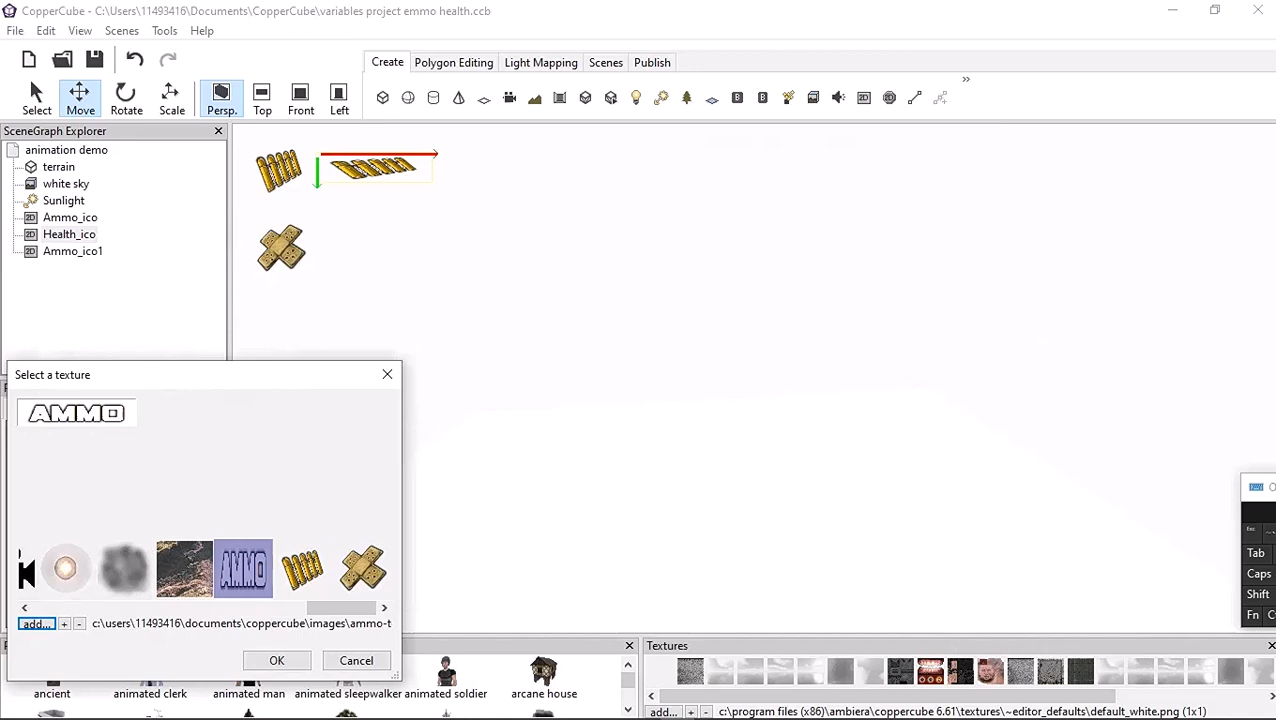 CopperCube - C:\Users\11493416\Documents\CopperCube\variables project emmo health.ccb
File Edit View Scenes Tools Help
Create Polygon Editing Light Mapping Scenes Publish
Select Move Rotate Scale Persp. Top Front Left
SceneGraph Explorer
animation demo
terrain
white sky
Sunlight
2D Ammo_ico
2D Health_ico
2D Ammo_ico1
Select a texture
AMMO
AMMO
add... + - c:\users\11493416\documents\coppercube\images\ammo-t
OK Cancel
Esc
Tab
Caps
Shift
Fn
ancient animated clerk animated man animated sleepwalker animated soldier arcane house
Textures
add... + - c:\program files (x86)\ambiera\coppercube 6.61\textures\~editor_defaults\default_white.png (1x1)